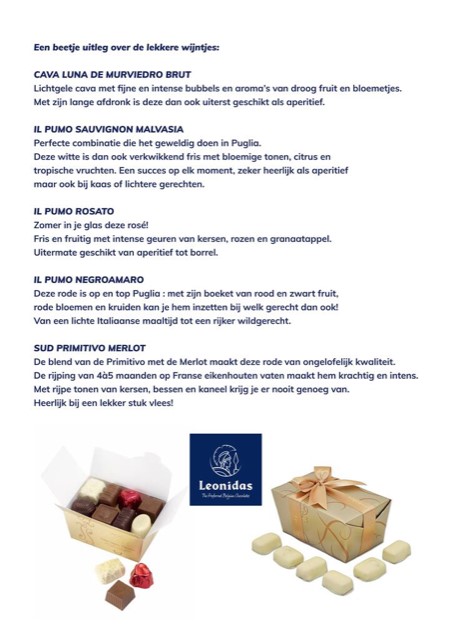 Een beetje uitleg over de lekkere wijntjes:
CAVA LUNA DE MURVIEDRO BRUT
Lichtgele cava met fijne en intense bubbels en aroma's van droog fruit en bloemetjes.
Met zijn lange afdronk is deze dan ook uiterst geschikt als aperitief.
IL PUMO SAUVIGNON MALVASIA
Perfecte combinatie die het geweldig doen in Puglia.
Deze witte is dan ook verkwikkend fris met bloemige tonen, citrus en
tropische vruchten. Een succes op elk moment, zeker heerlijk als aperitief
maar ook bij kaas of lichtere gerechten.
IL PUMO ROSATO
Zomer in je glas deze rosé!
Fris en fruitig met intense geuren van kersen, rozen en granaatappel.
Uitermate geschikt van aperitief tot borrel.
IL PUMO NEGROAMARO
Deze rode is op en top Puglia : met zijn boeket van rood en zwart fruit,
rode bloemen en kruiden kan je hem inzetten bij welk gerecht dan ook!
Van een lichte Italiaanse maaltijd tot een rijker wildgerecht.
SUD PRIMITIVO MERLOT
De blend van de Primitivo met de Merlot maakt deze rode van ongelofelijk kwaliteit.
De rijping van 4à5 maanden op Franse eikenhouten vaten maakt hem krachtig en intens.
Met rijpe tonen van kersen, bessen en kaneel krijg je er nooit genoeg van.
Heerlijk bij een lekker stuk vlees!
Leonidas
The Preferred Belgian Chocolates